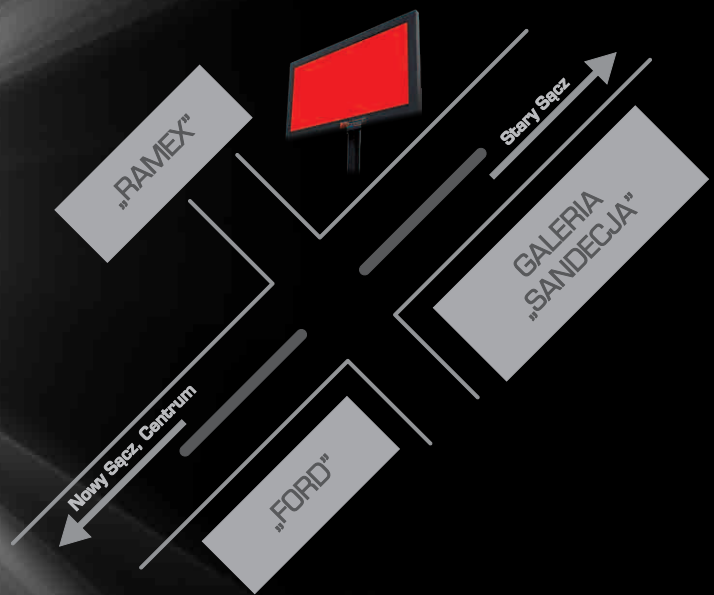 „RAMEX”
Stary Sącz
GALERIA
„SANDECJA”
Nowy Sącz, Centrum
„FORD”